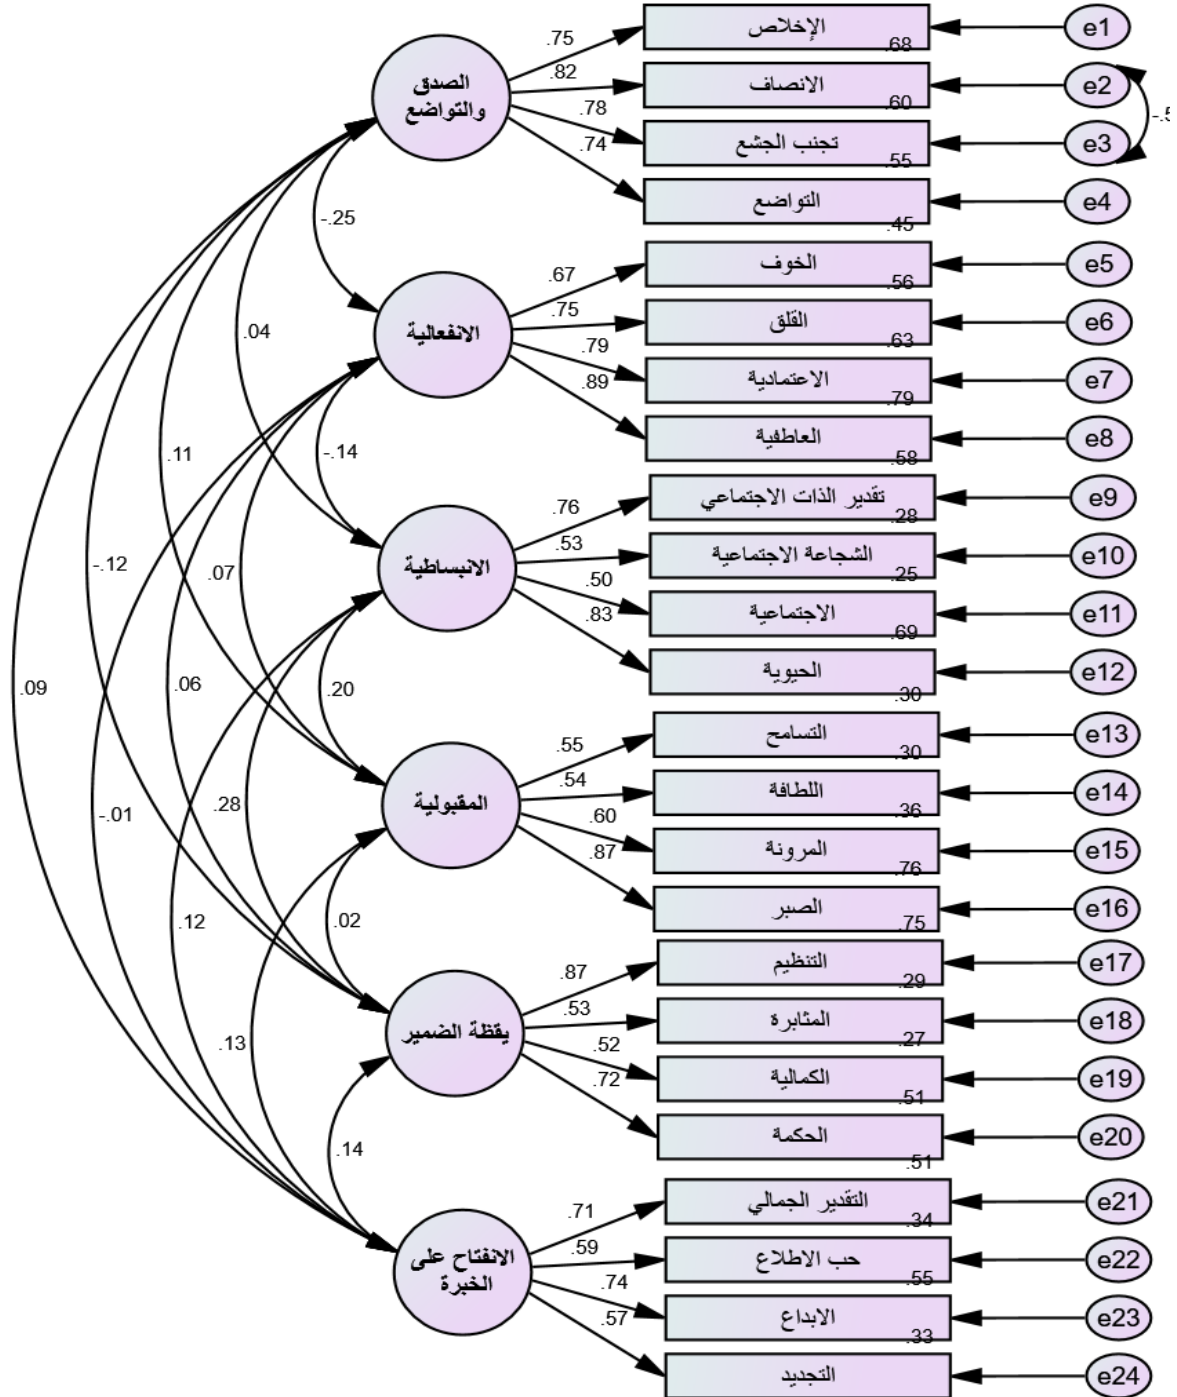 .75
الإخلاص
e1
.68
.82
الانصاف
e2
.60
الصدق
والتواضع
.78
تجنب الجشع
e3
.55
.74
التواضع
e4
.45
-.5
-.25
.67
الخوف
e5
.56
.75
القلق
e6
.63
الانفعالية
.79
الاعتمادية
e7
.79
.89
العاطفية
e8
.58
.04
-.14
.11
.76
تقدير الذات الاجتماعي
e9
.28
.53
الشجاعة الاجتماعية
e10
.25
الانبساطية
.50
الاجتماعية
e11
.69
.83
الحيوية
e12
.30
-.12
.07
.09
.06
.20
.55
التسامح
e13
.30
.54
اللطافة
e14
.36
المقبولية
.60
المرونة
e15
.76
.87
الصبر
e16
.75
-.01
.28
.12
.02
.87
التنظيم
e17
.29
.53
المثابرة
e18
.27
يقظة الضمير
.52
الكمالية
e19
.51
.72
الحكمة
e20
.51
.13
.14
.71
التقدير الجمالي
e21
.34
.59
حب الاطلاع
e22
.55
الانفتاح على
الخبرة
.74
الابداع
e23
.33
.57
التجديد
e24